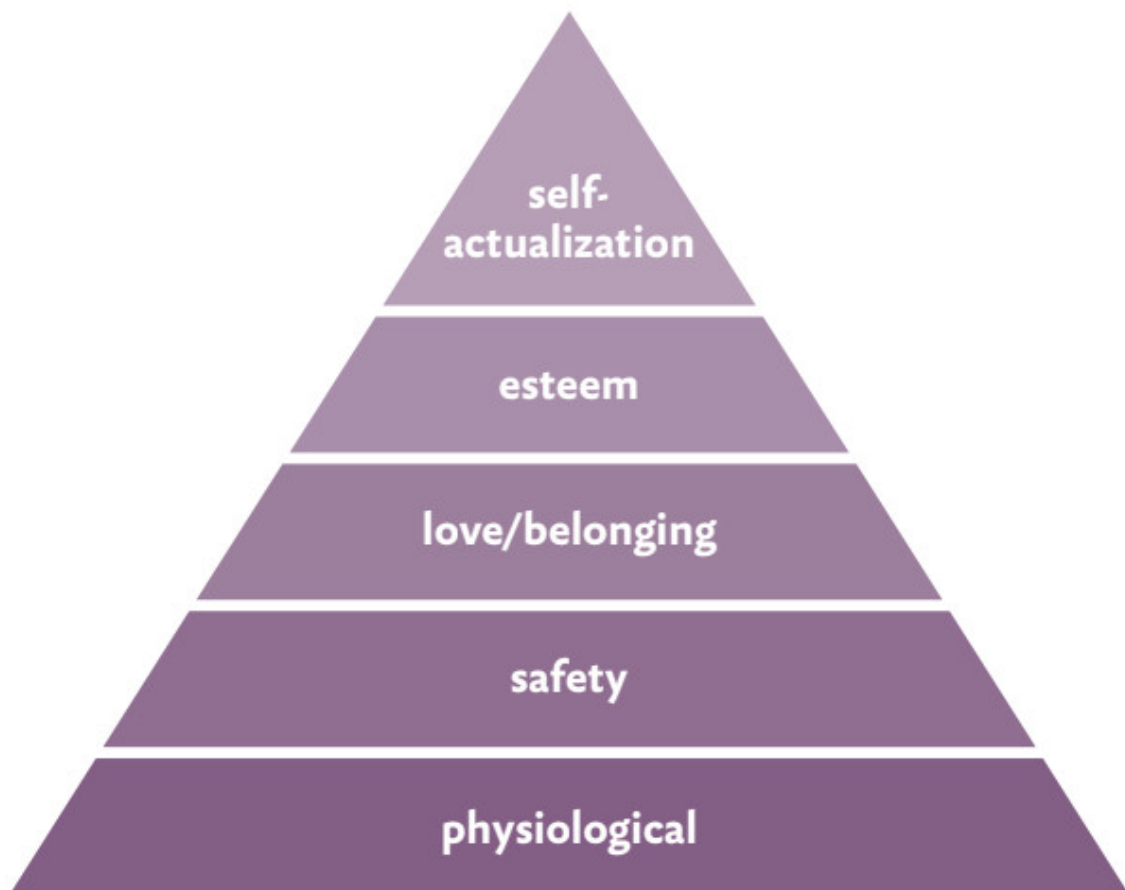 self-
actualization
esteem
love/belonging
safety
physiological